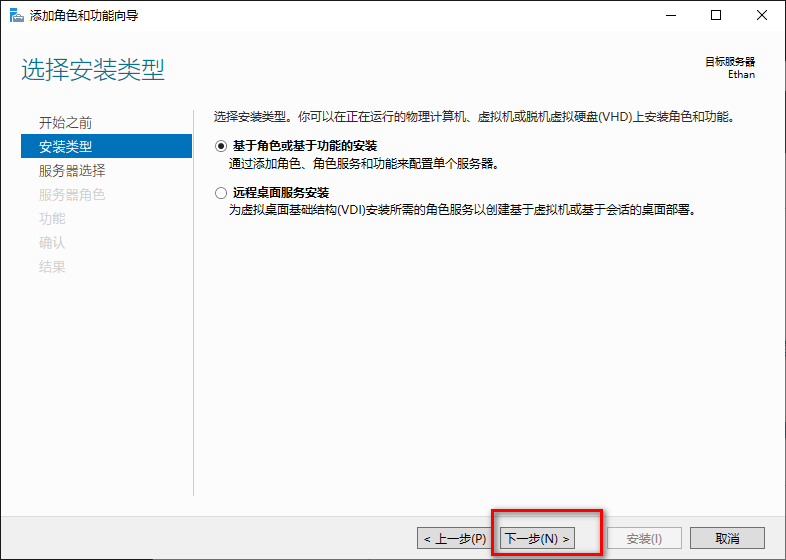 添加角色和功能向导
选择安装类型
目标服务器
Ethan
开始之前
安装类型
服务器选择
服务器角色
功能
确认
结果
选择安装类型。你可以在正在运行的物理计算机、虚拟机或脱机虚拟硬盘(VHD)上安装角色和功能。
基于角色或基于功能的安装
通过添加角色、角色服务和功能来配置单个服务器。
远程桌面服务安装
为虚拟桌面基础结构(VDI)安装所需的角色服务以创建基于虚拟机或基于会话的桌面部署。
< 上一步(P) 下一步(N) > 安装(I) 取消